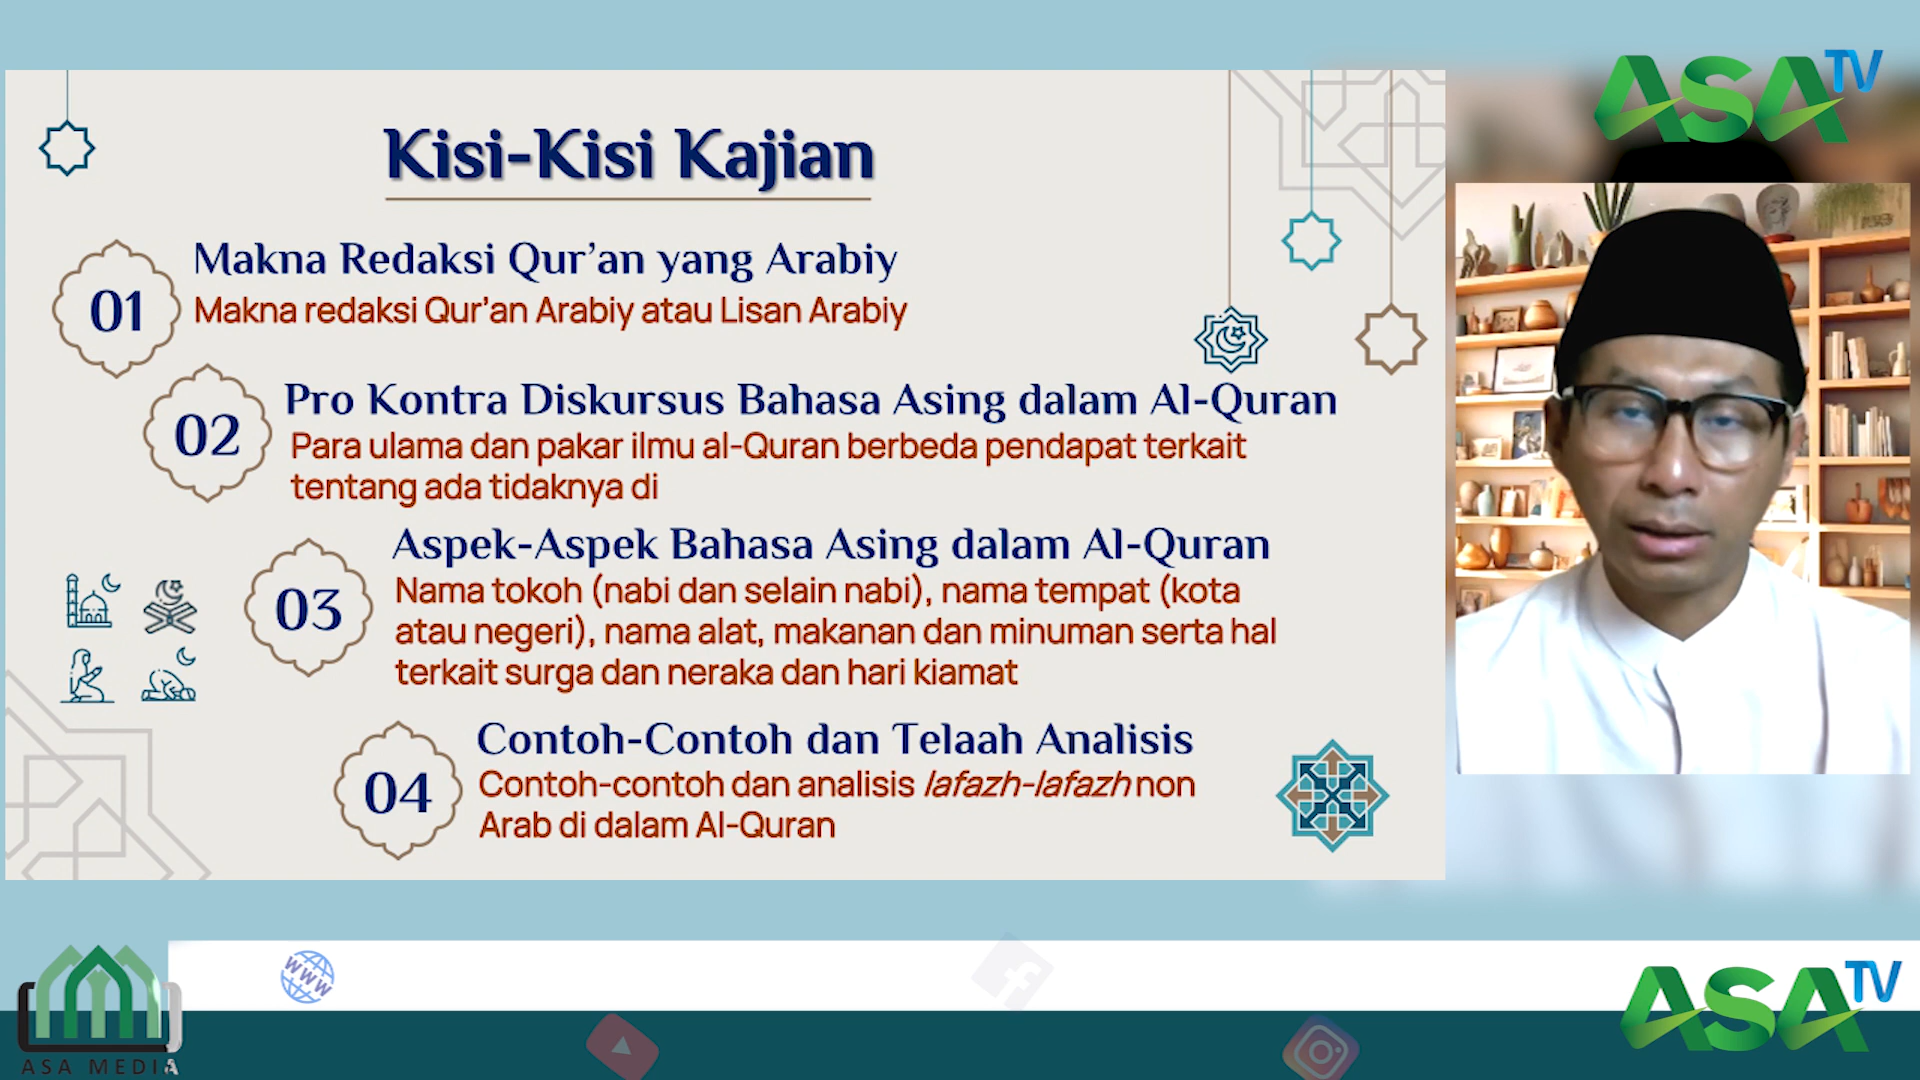 ASA TV
Kisi-Kisi Kajian
01
Makna Redaksi Qur’an yang Arabiy
Makna redaksi Qur’an Arabiy atau Lisan Arabiy
02
Pro Kontra Diskursus Bahasa Asing dalam Al-Quran
Para ulama dan pakar ilmu al-Quran berbeda pendapat terkait
tentang ada tidaknya di
03
Aspek-Aspek Bahasa Asing dalam Al-Quran
Nama tokoh (nabi dan selain nabi), nama tempat (kota
atau negeri), nama alat, makanan dan minuman serta hal
terkait surga dan neraka dan hari kiamat
04
Contoh-Contoh dan Telaah Analisis
Contoh-contoh dan analisis lafazh-lafazh non
Arab di dalam Al-Quran
www
ASA MEDIA
ASA TV